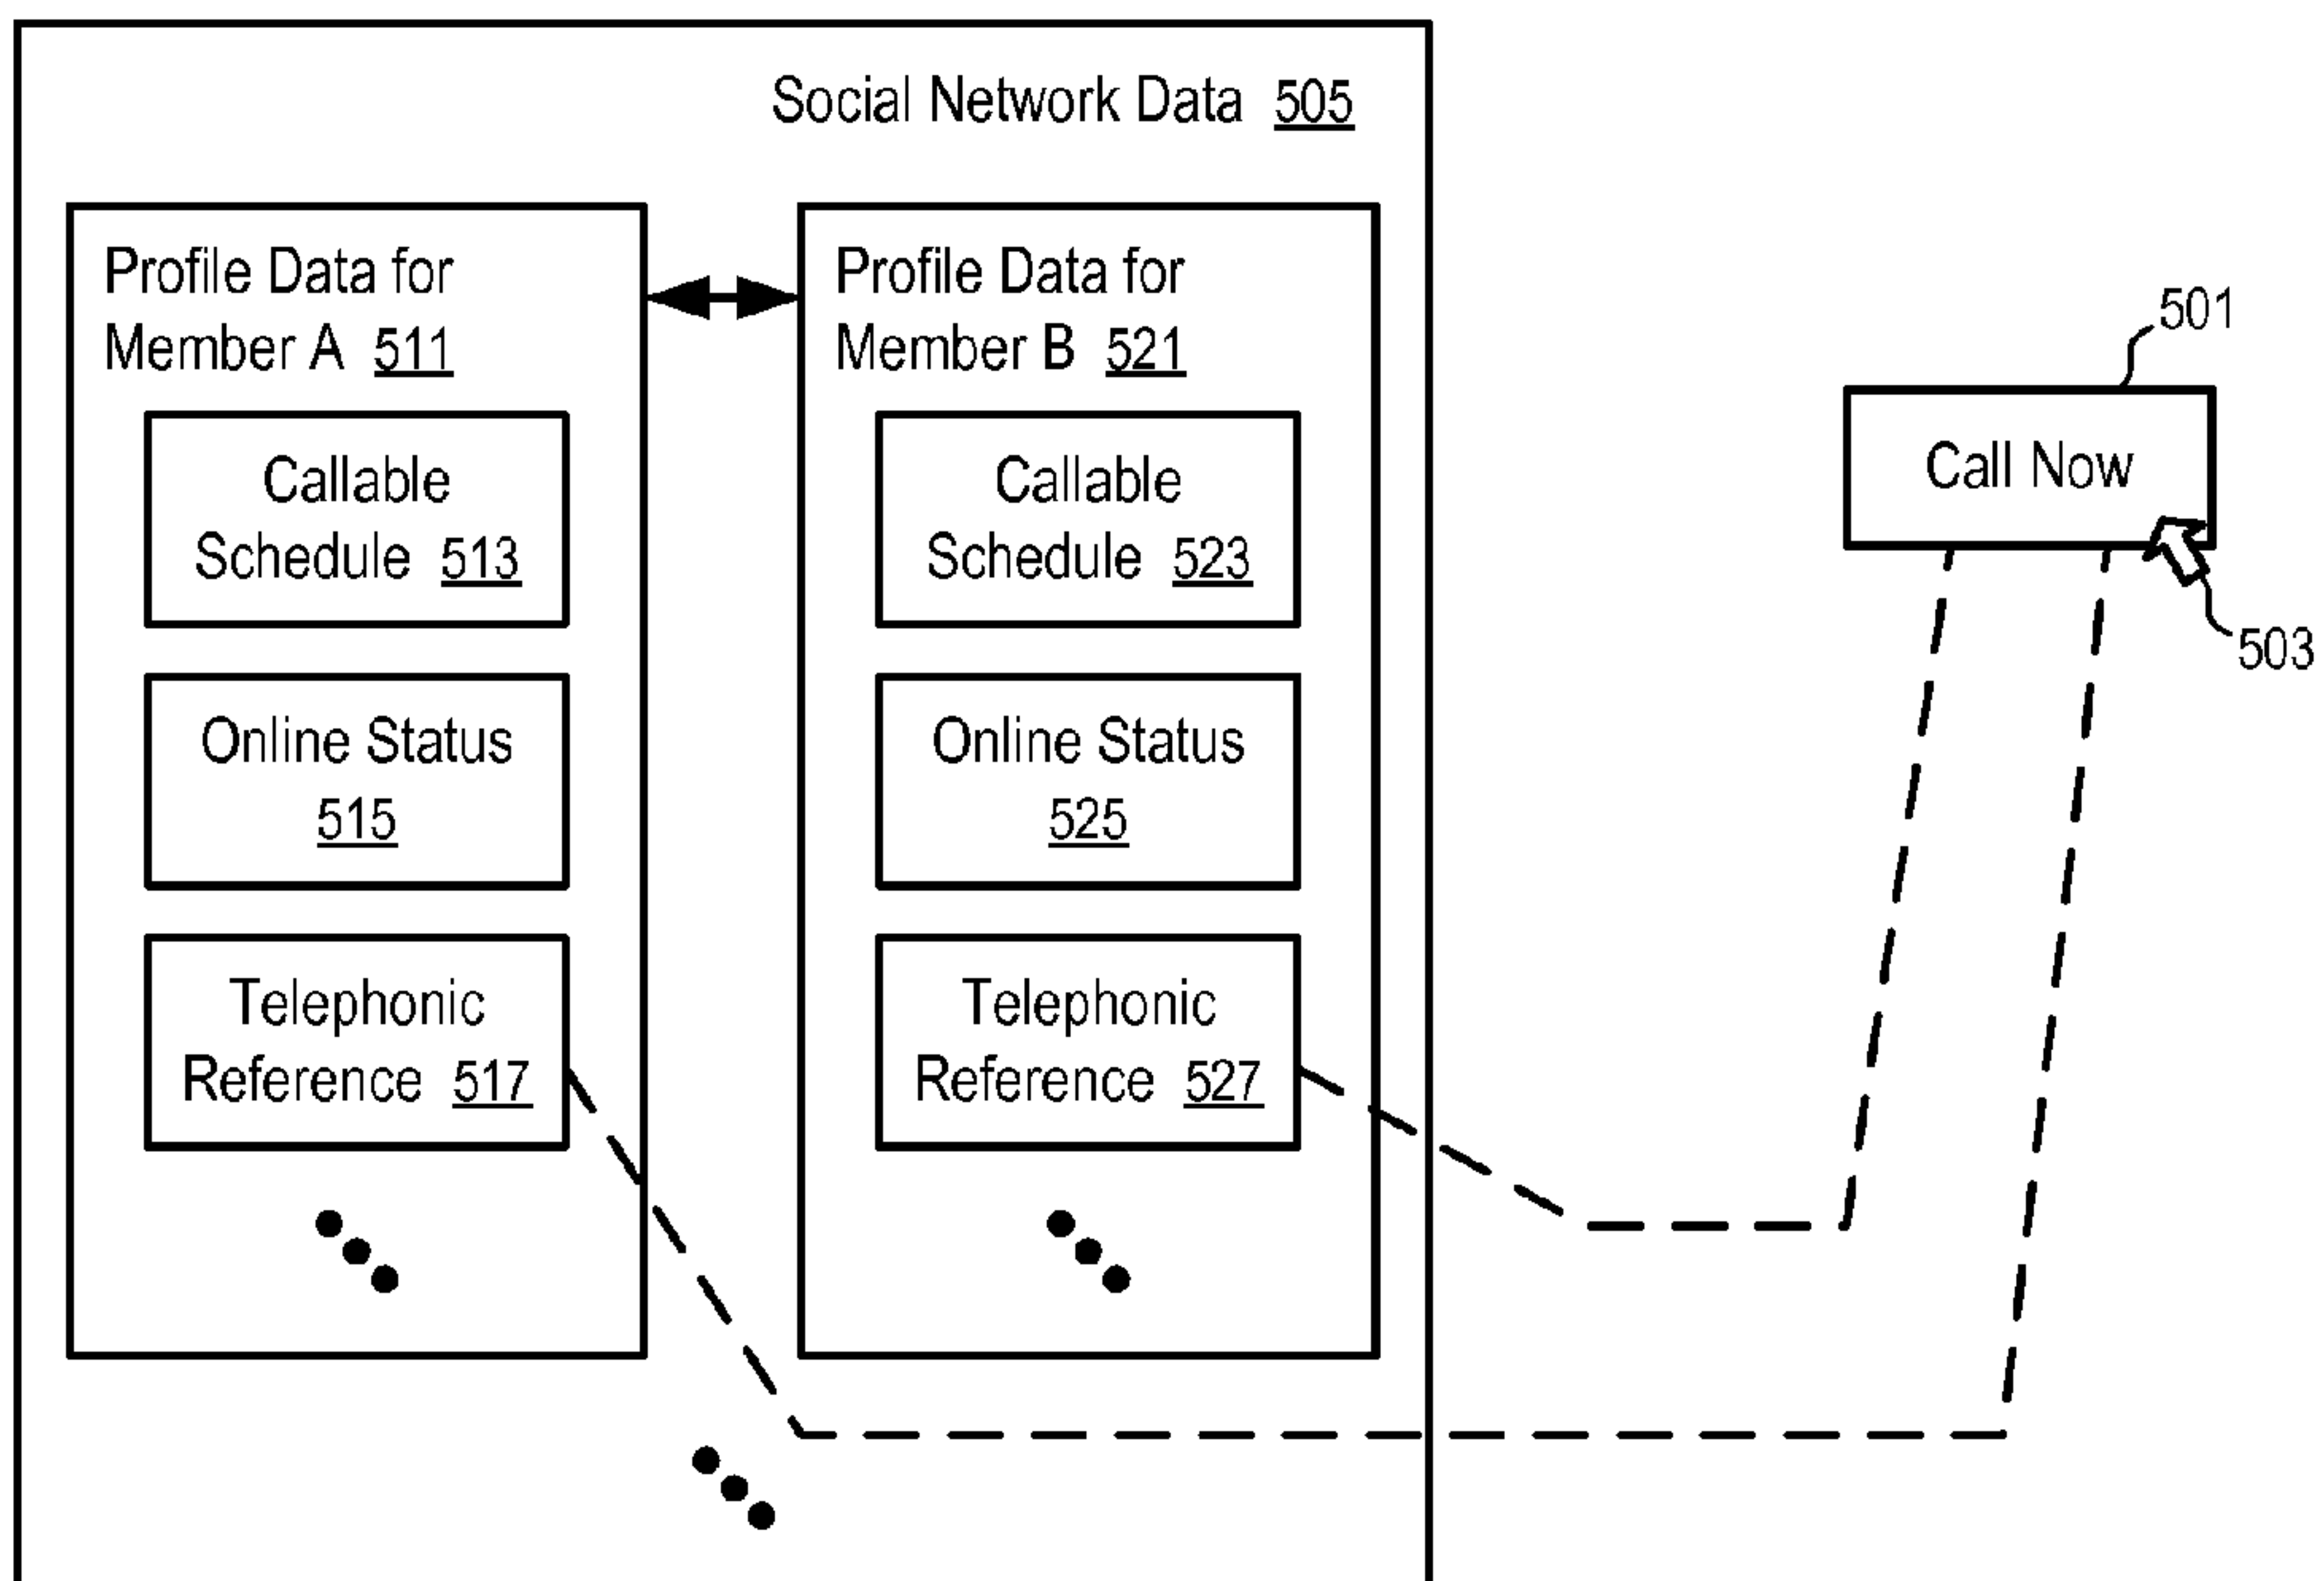 Social Network Data 505
Profile Data for
Member A 511
Callable
Schedule 513
Online Status
515
Telephonic
Reference 517
Profile Data for
Member B 521
Callable
Schedule 523
Online Status
525
Telephonic
Reference 527
501
Call Now
503